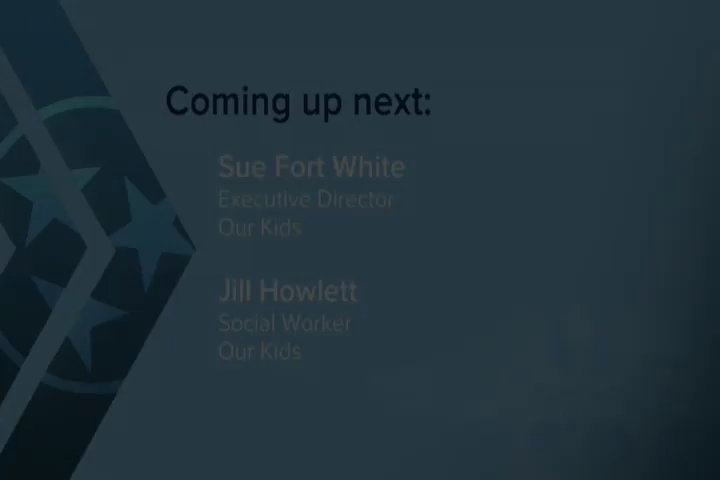 Coming up next:
Sue Fort White
Executive Director
Our Kids
Jill Howlett
Social Worker
Our Kids